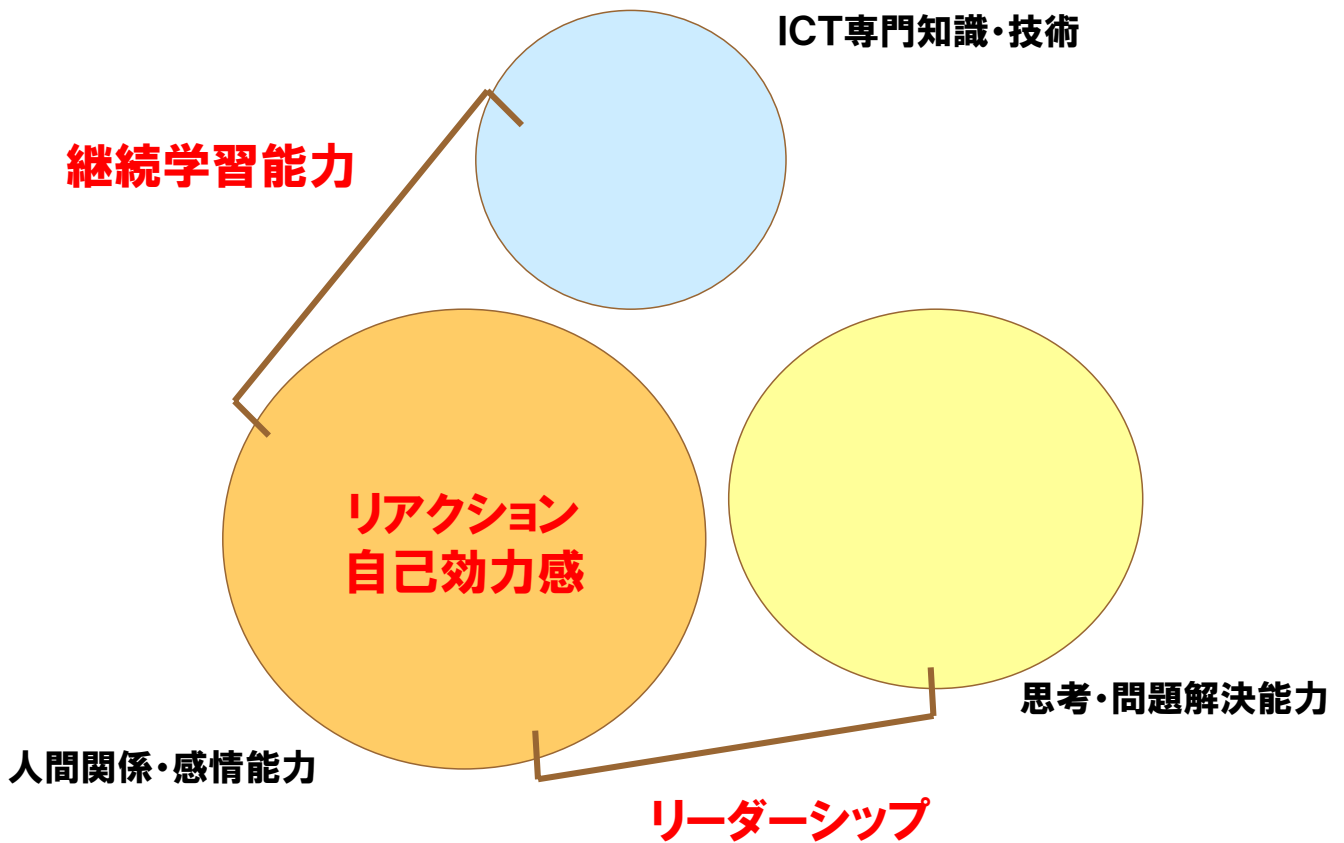 ICT専門知識・技術
継続学習能力
リアクション
自己効力感
思考・問題解決能力
人間関係・感情能力
リーダーシップ